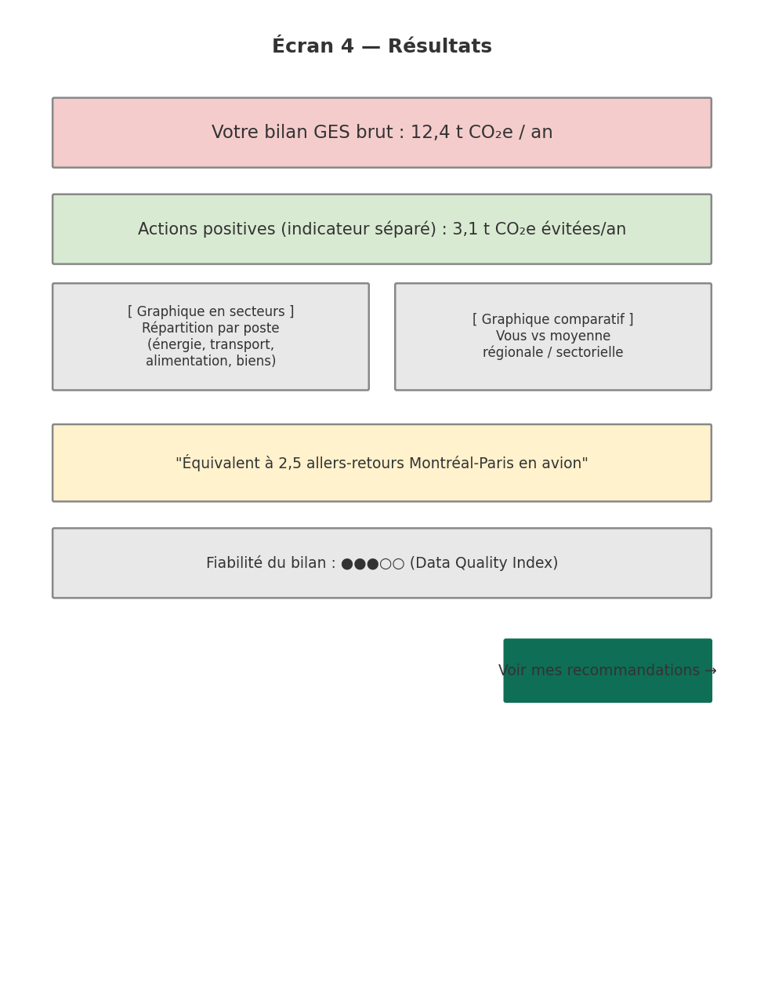 Écran 4 — Résultats
Votre bilan GES brut : 12,4 t CO₂e / an
Actions positives (indicateur séparé) : 3,1 t CO₂e évitées/an
[ Graphique en secteurs ]
Répartition par poste
(énergie, transport,
alimentation, biens)
[ Graphique comparatif ]
Vous vs moyenne
régionale / sectorielle
"Équivalent à 2,5 allers-retours Montréal-Paris en avion"
Fiabilité du bilan : ●●●○○ (Data Quality Index)
Voir mes recommandations →